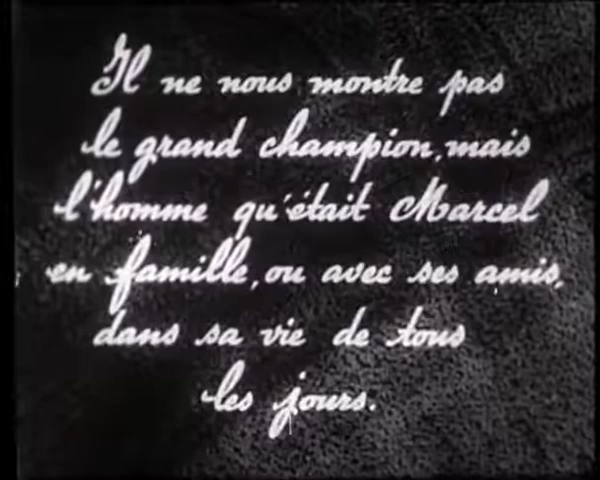 Il ne nous montre pas
le grand champion, mais
l'homme qu'était Marcel
en famille, ou avec ses amis,
dans sa vie de tous
les jours.